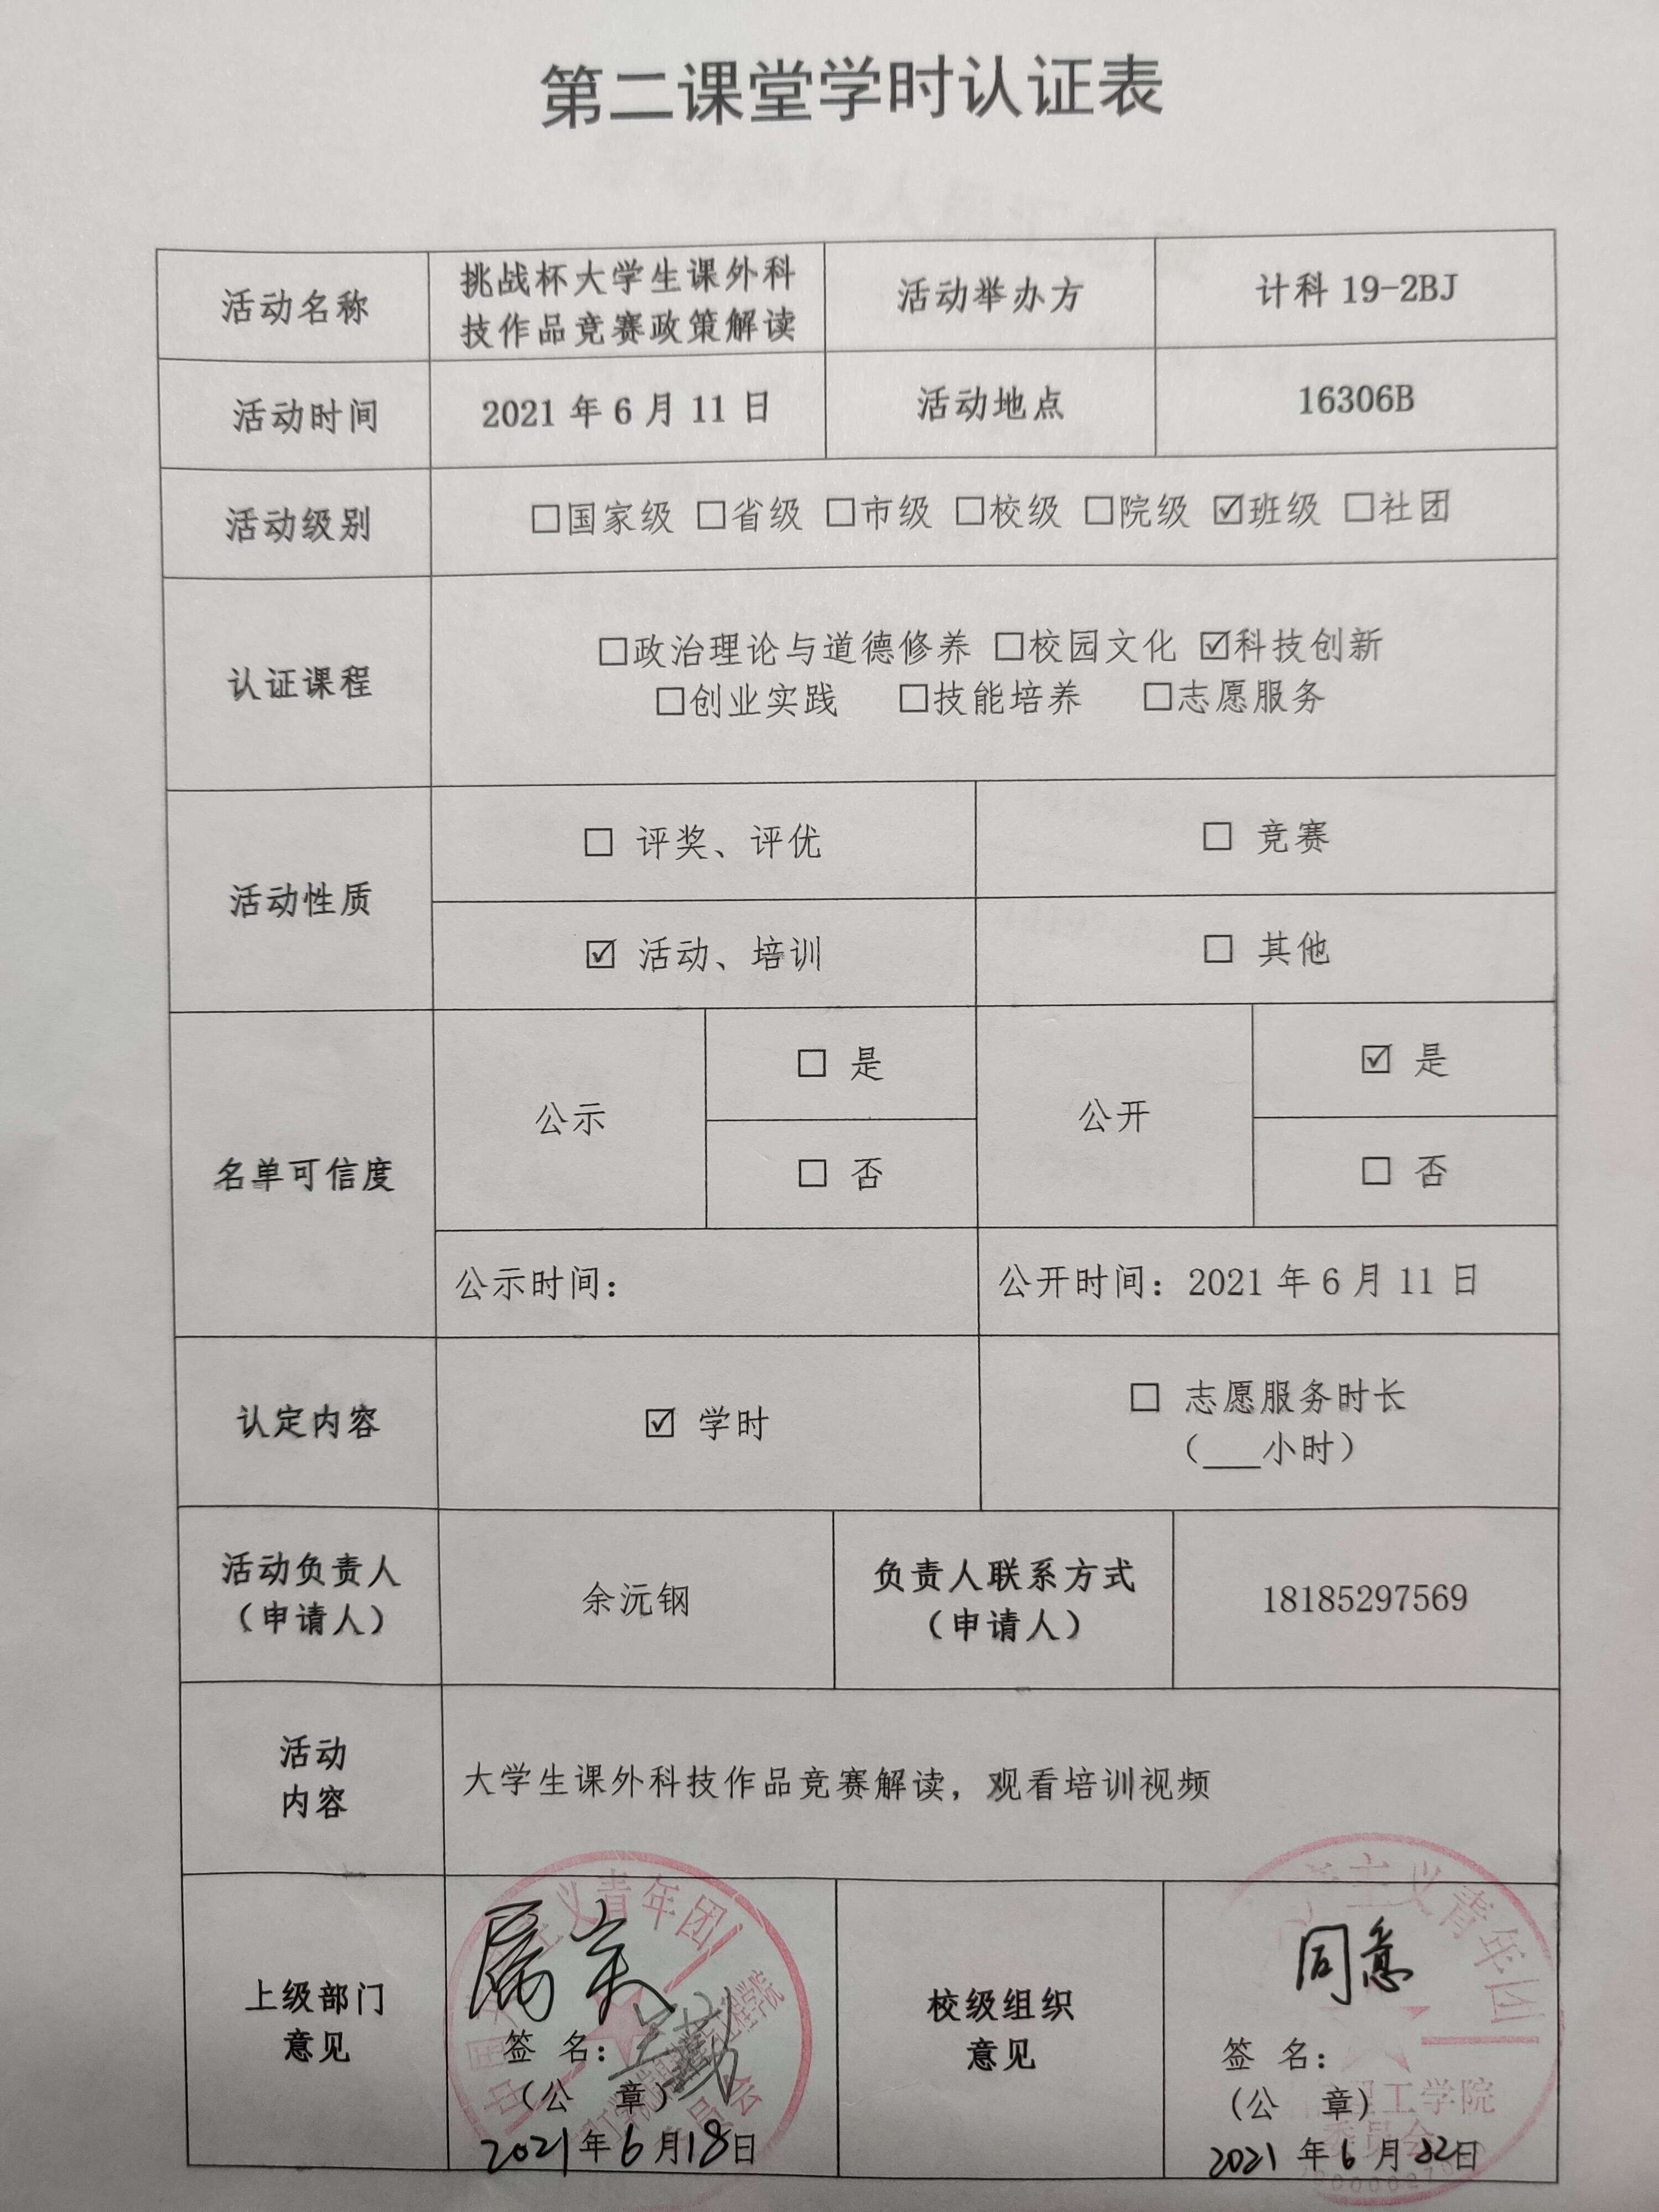 第二课堂学时认证表
活动名称
挑战杯大学生课外科
技作品竞赛政策解读
活动举办方
计科 19-2BJ
活动时间
2021 年 6 月 11 日
活动地点
16306B
活动级别
□国家级 □省级 □市级 □校级 □院级 ☑班级 □社团
认证课程
□政治理论与道德修养 □校园文化 ☑科技创新
□创业实践 □技能培养 □志愿服务
活动性质
□ 评奖、评优
□ 竞赛
☑ 活动、培训
□ 其他
名单可信度
公示
□ 是
□ 否
公开
☑ 是
□ 否
公示时间：
公开时间：2021 年 6 月 11 日
认定内容
☑ 学时
□ 志愿服务时长
（___小时）
活动负责人
（申请人）
余沅钢
负责人联系方式
（申请人）
18185297569
活动
内容
大学生课外科技作品竞赛解读，观看培训视频
上级部门
意见
属实
签 名：
（公 章）
2021年6月18日
义青年团
校级组织
意见
同意
签 名：
（公 章）
2021 年 6 月 22日
主义青年团
理工学院
委员会